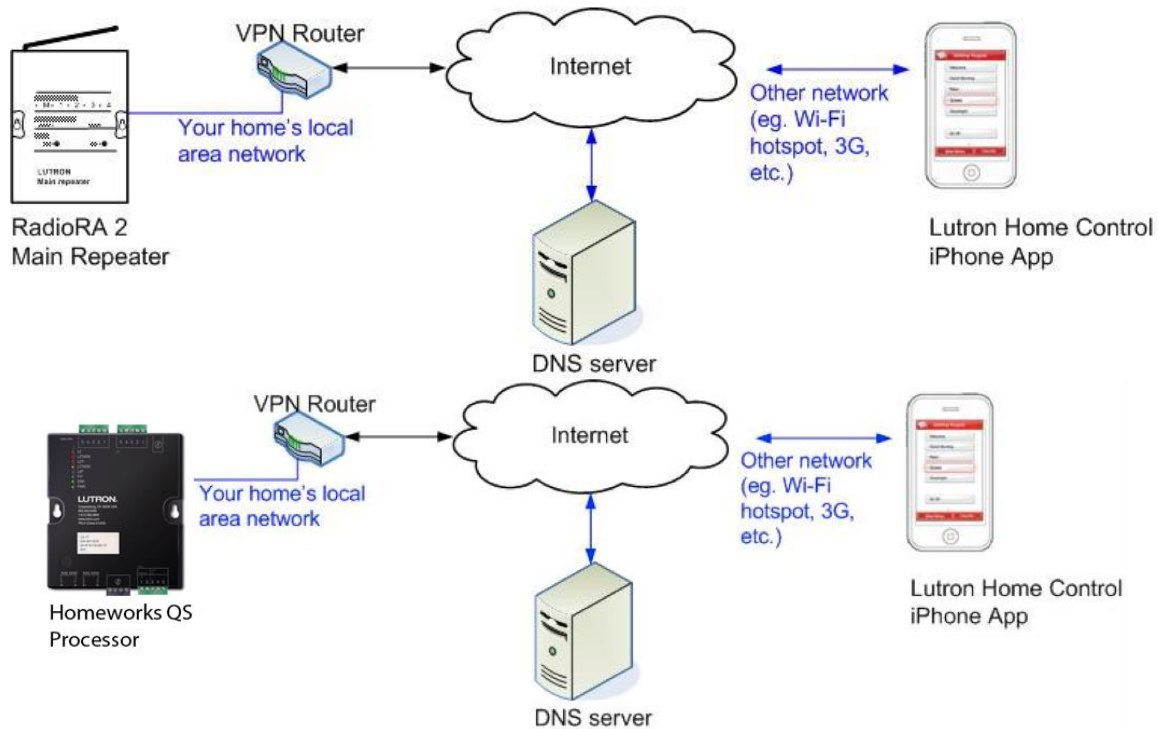 VPN Router
Internet
Your home's local
area network
Other network
(eg. Wi-Fi
hotspot, 3G,
etc.)
LUTRON
Main repeater
RadioRA 2
Main Repeater
Lutron Home Control
iPhone App
DNS server
VPN Router
Internet
Your home's local
area network
Other network
(eg. Wi-Fi
hotspot, 3G,
etc.)
LUTRON
Homeworks QS
Processor
Lutron Home Control
iPhone App
DNS server